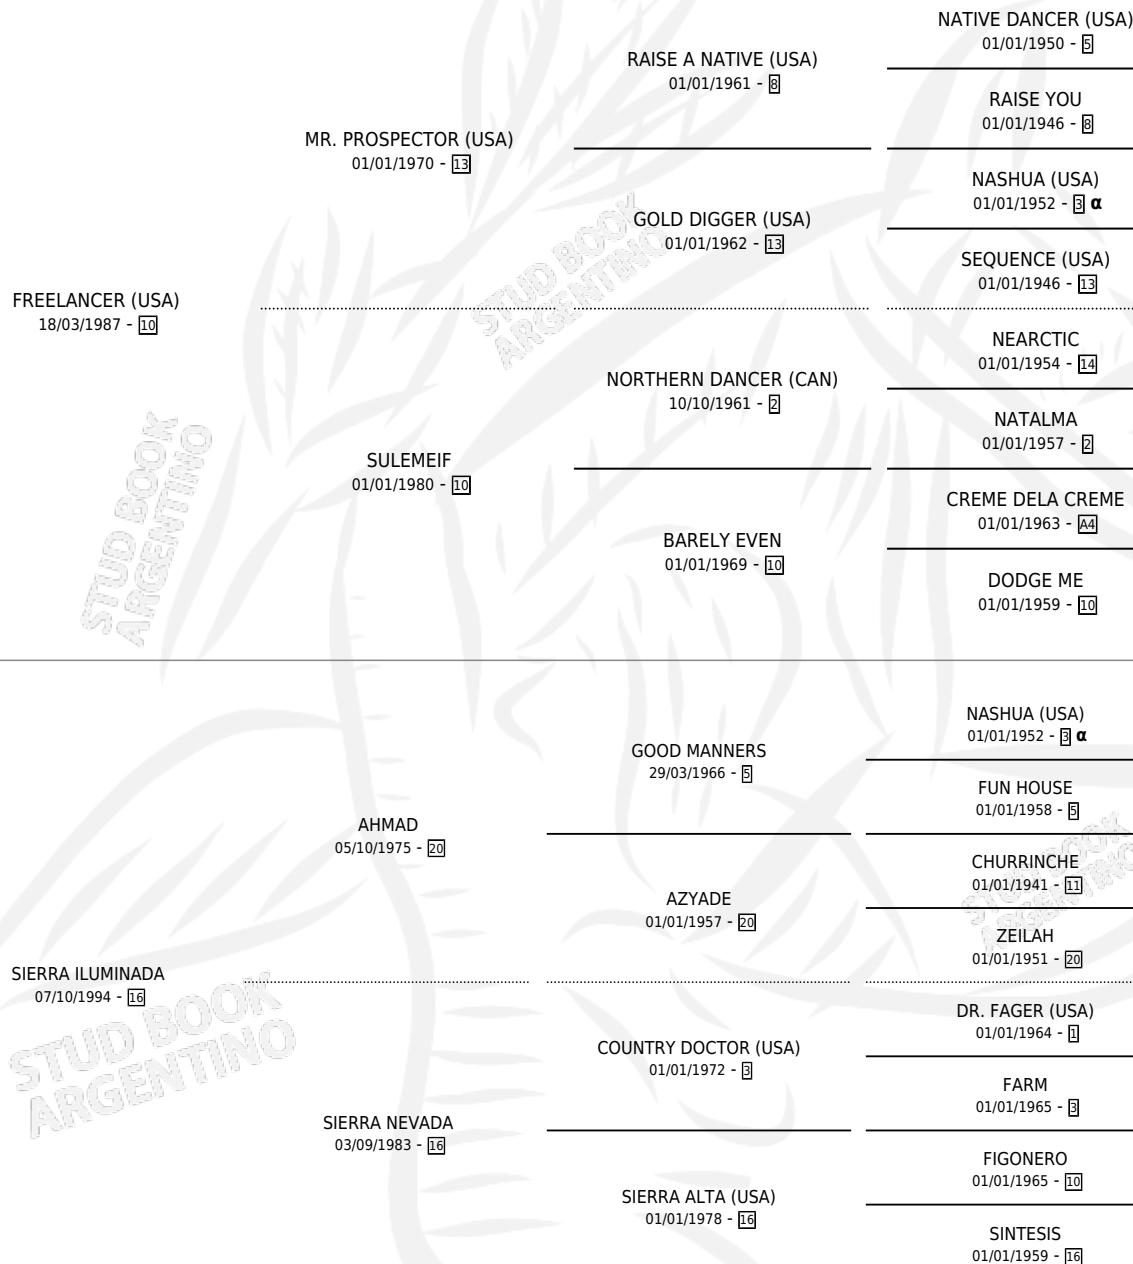 NATIVE DANCER (USA)
01/01/1950 - 5
RAISE A NATIVE (USA)
01/01/1961 - 8
RAISE YOU
01/01/1946 - 8
MR. PROSPECTOR (USA)
01/01/1970 - 13
NASHUA (USA)
01/01/1952 - 3 α
GOLD DIGGER (USA)
01/01/1962 - 13
SEQUENCE (USA)
01/01/1946 - 13
FREELANCER (USA)
18/03/1987 - 10
STUD BOOK
ARGENTINO
NEARCTIC
01/01/1954 - 14
NORTHERN DANCER (CAN)
10/10/1961 - 2
NATALMA
01/01/1957 - 2
SULEMEIF
01/01/1980 - 10
CREME DELA CREME
01/01/1963 - A4
BARELY EVEN
01/01/1969 - 10
DODGE ME
01/01/1959 - 10
STUD BOOK
ARGENTINO
NASHUA (USA)
01/01/1952 - 3 α
GOOD MANNERS
29/03/1966 - 5
FUN HOUSE
01/01/1958 - 5
AHMAD
05/10/1975 - 20
CHURRINCHE
01/01/1941 - 11
AZYADE
01/01/1957 - 20
ZEILAH
01/01/1951 - 20
STUD BOOK
ARGENTINO
SIERRA ILUMINADA
07/10/1994 - 16
DR. FAGER (USA)
01/01/1964 - 1
COUNTRY DOCTOR (USA)
01/01/1972 - 3
FARM
01/01/1965 - 3
STUD BOOK
ARGENTINO
SIERRA NEVADA
03/09/1983 - 16
FIGONERO
01/01/1965 - 10
SIERRA ALTA (USA)
01/01/1978 - 16
SINTESIS
01/01/1959 - 16